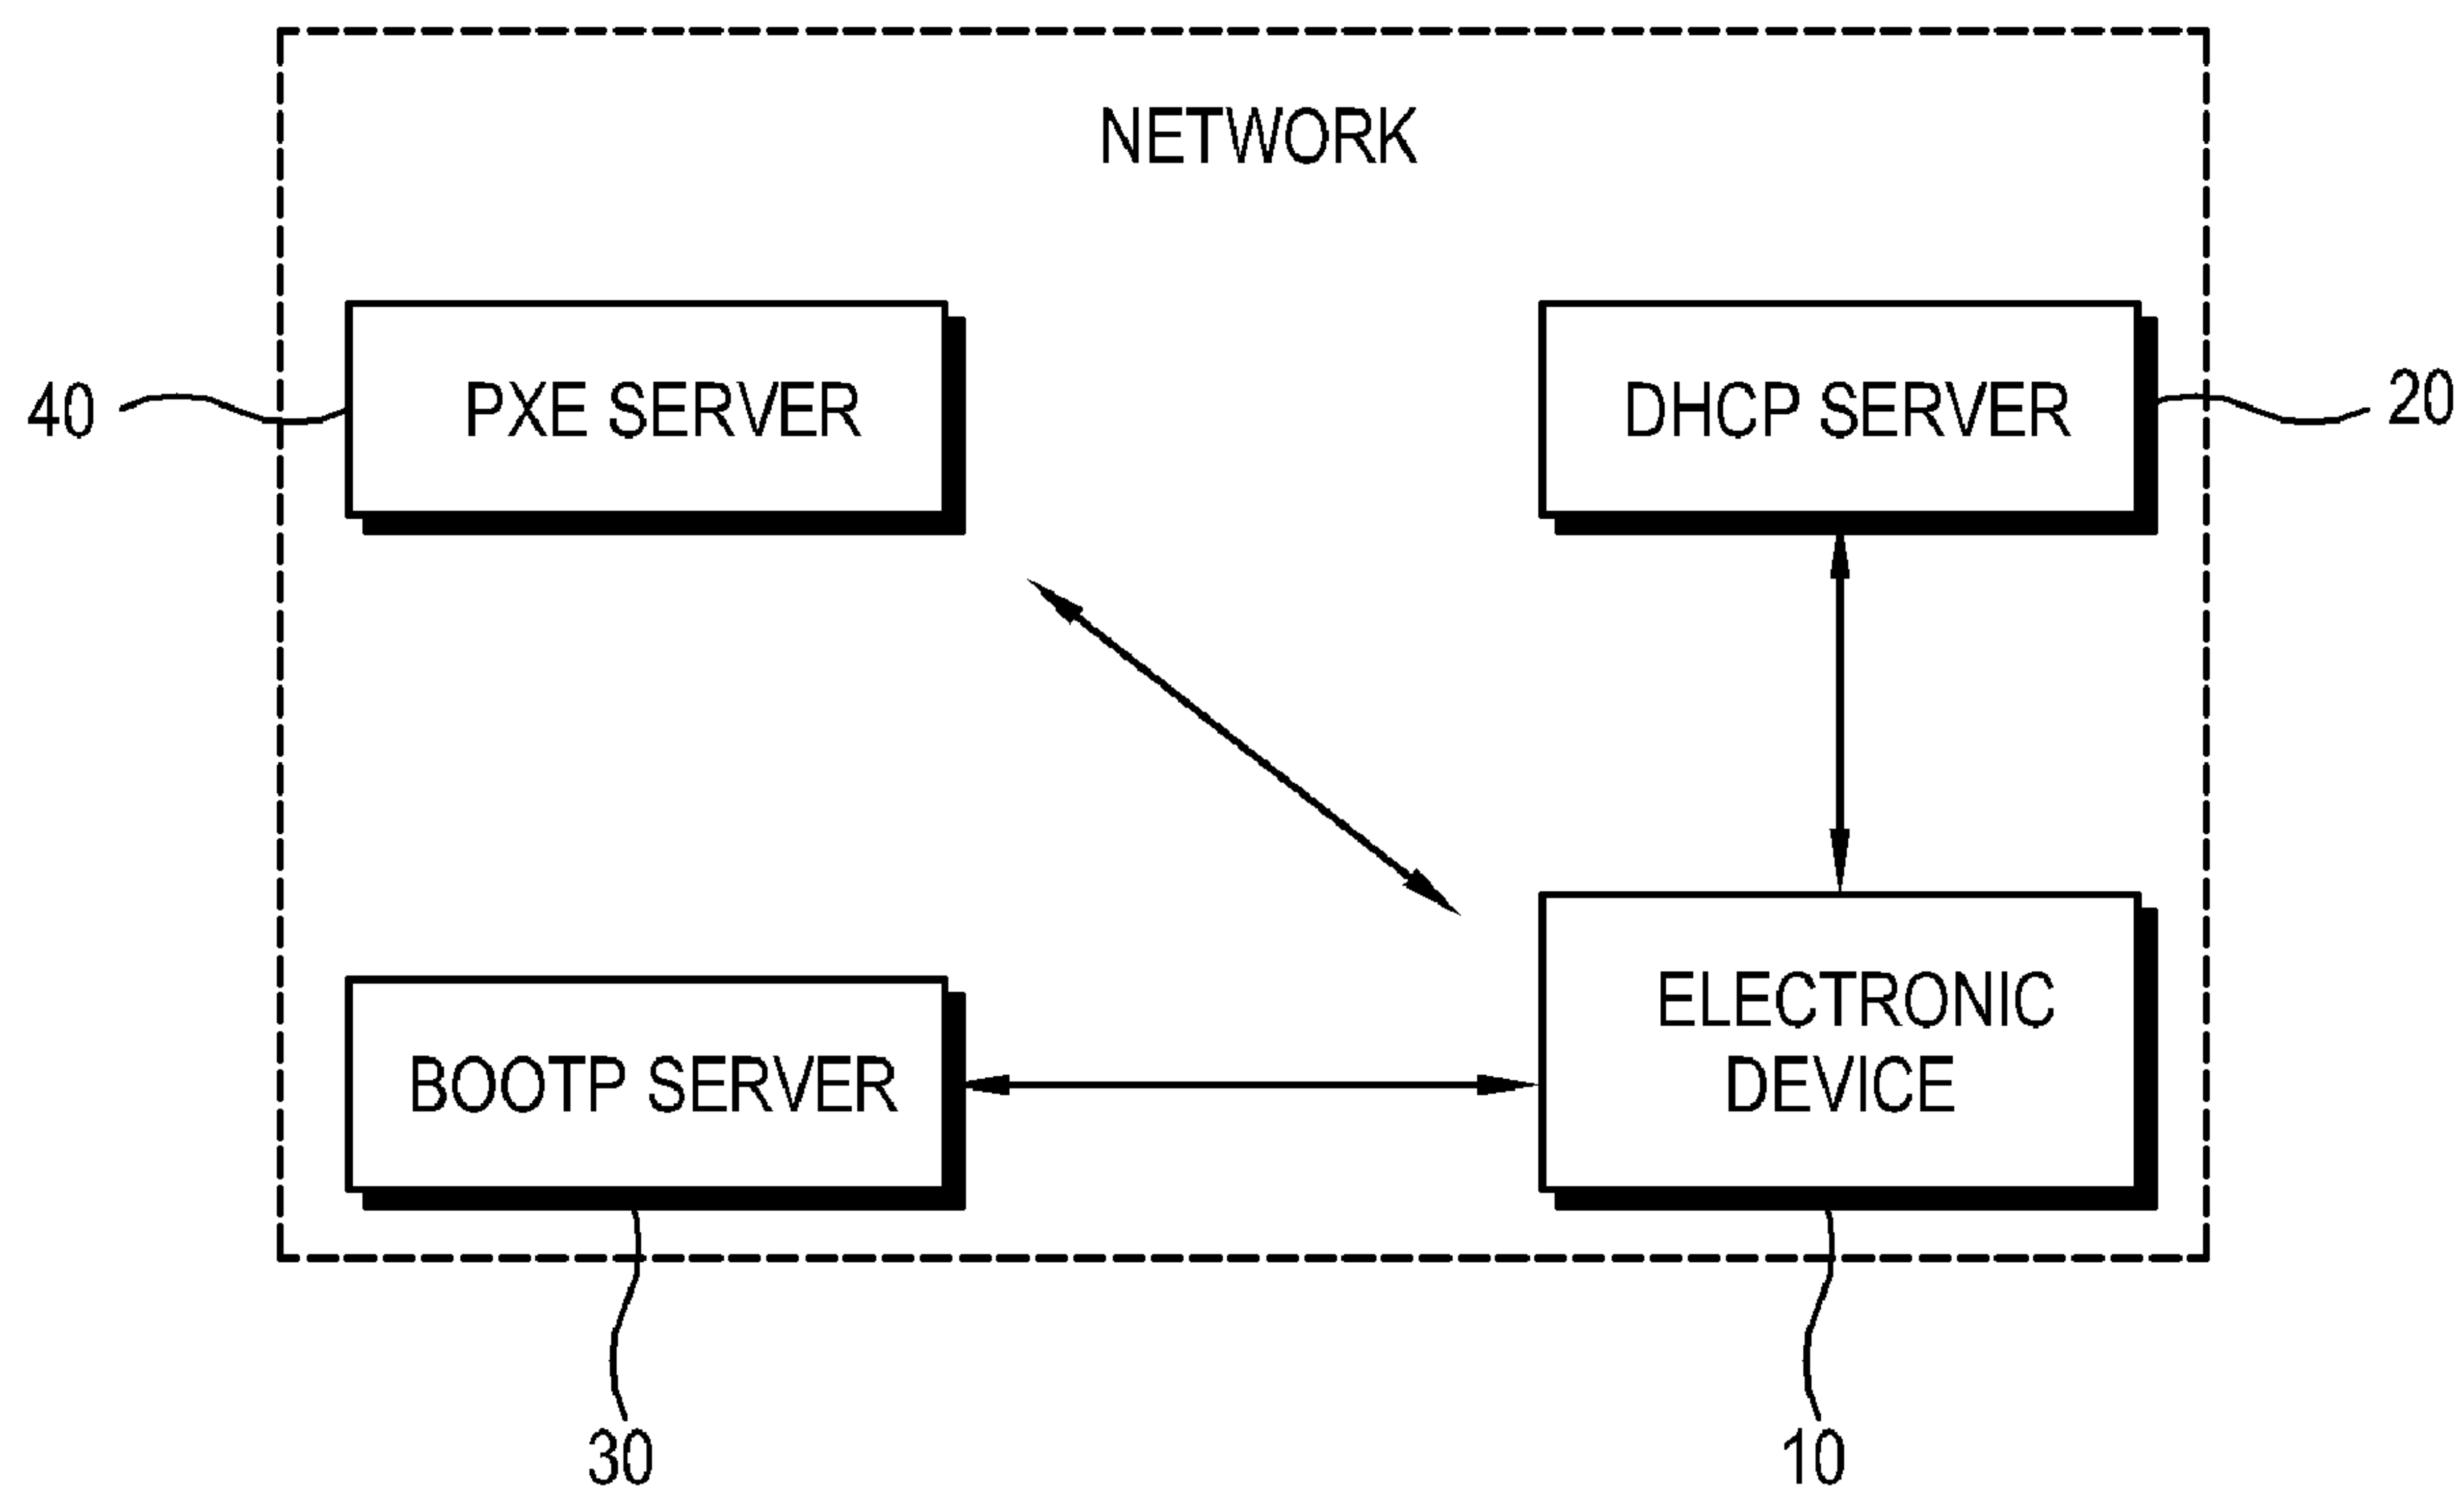 NETWORK
40
PXE SERVER
DHCP SERVER
20
BOOTP SERVER
ELECTRONIC
DEVICE
30
10